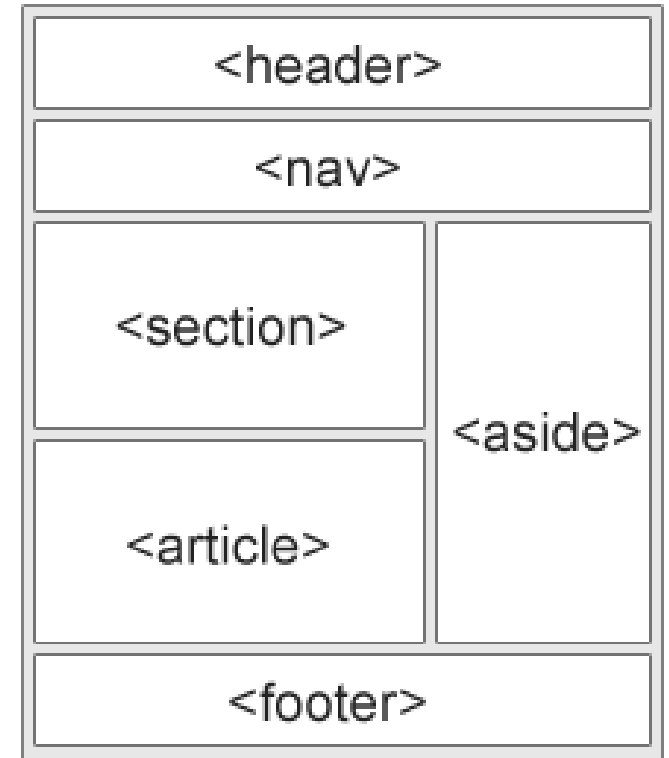 <header>
<nav>
<section>
<aside>
<article>
<footer>